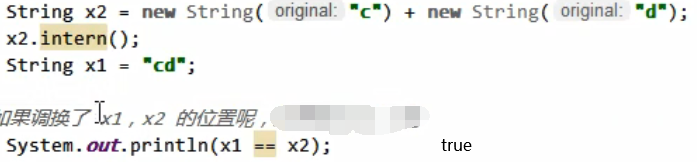 String x2 = new String( original: "c") + new String( original: "d");
x2.intern();
String x1 = "cd";
如果调换了 x1，x2 的位置呢，
System.out.println(x1 == x2); true